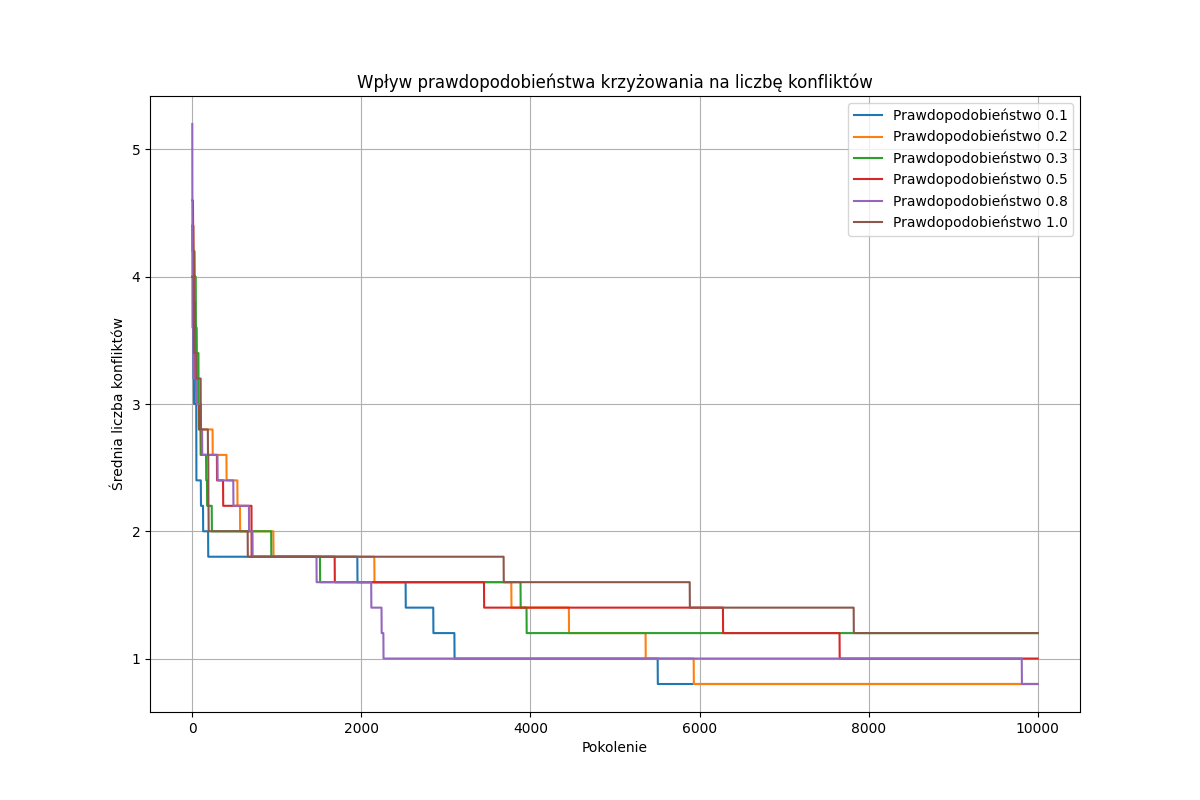 Wpływ prawdopodobieństwa krzyżowania na liczbę konfliktów
Prawdopodobieństwo 0.1
Prawdopodobieństwo 0.2
Prawdopodobieństwo 0.3
Prawdopodobieństwo 0.5
Prawdopodobieństwo 0.8
Prawdopodobieństwo 1.0
Średnia liczba konfliktów
5
4
3
2
1
0
2000
4000
6000
8000
10000
Pokolenie